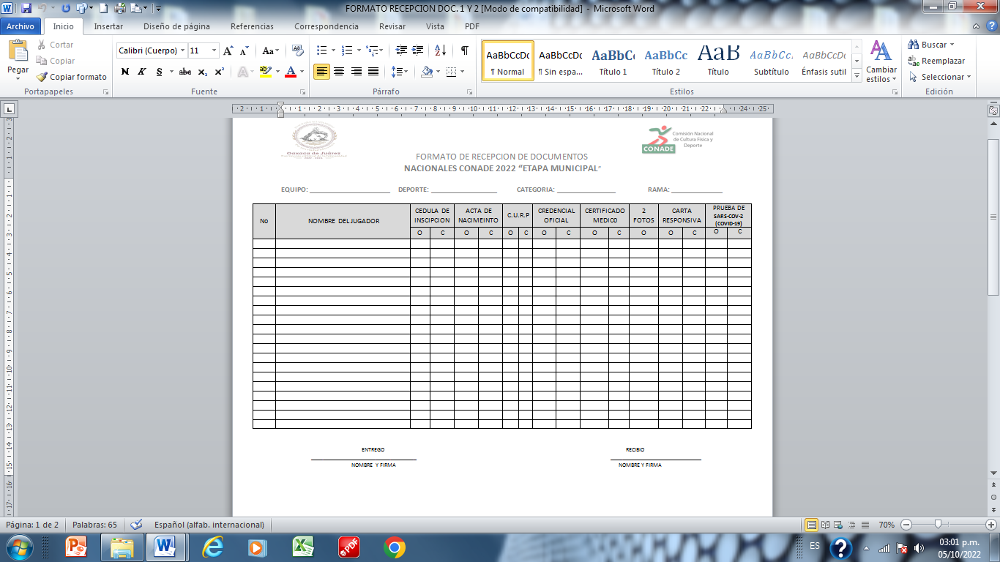 FORMATO RECEPCION DOC. 1 Y 2 [Modo de compatibilidad] - Microsoft Word
Archivo Inicio Insertar Diseño de página Referencias Correspondencia Revisar Vista PDF
Pegar
Cortar
Copiar
Copiar formato
Portapapeles
Calibri (Cuerpo) 11
N K S abc x₂ x²
Fuente
Párrafo
AaBbCcDc AaBbCcDc AaBbC AaBbCc AaB AaBbCc. AaBbCcDc
¶ Normal ¶ Sin espa... Título 1 Título 2 Título Subtítulo Énfasis sutil
Estilos
Cambiar estilos
Buscar
Reemplazar
Seleccionar
Edición
Oaxaca de Juárez
CONADE
Comisión Nacional
de Cultura Física y
Deporte
FORMATO DE RECEPCION DE DOCUMENTOS
NACIONALES CONADE 2022 “ETAPA MUNICIPAL”
EQUIPO: ______ DEPORTE: ______ CATEGORIA: ______ RAMA: ______
No NOMBRE DEL JUGADOR CEDULA DE INSCIPCION ACTA DE NACIMEINTO C.U.R.P CREDENCIAL OFICIAL CERTIFICADO MEDICO 2 FOTOS CARTA RESPONSIVA PRUEBA DE SARS-COV-2 (COVID-19)
O C O C O C O C O C O O C O C
ENTREGO RECIBIO
NOMBRE Y FIRMA NOMBRE Y FIRMA
Página: 1 de 2 Palabras: 65 Español (alfab. internacional) 70%
ES 03:01 p.m.
05/10/2022